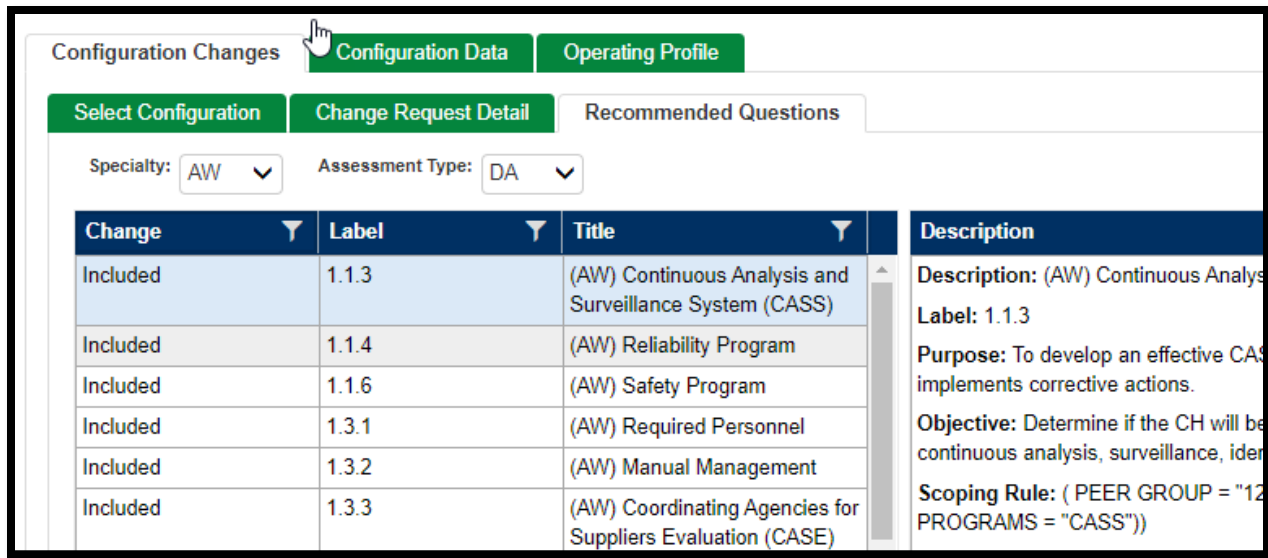 Configuration Changes Configuration Data Operating Profile
Select Configuration Change Request Detail Recommended Questions
Specialty: AW Assessment Type: DA
Change Label Title Description
Included 1.1.3 (AW) Continuous Analysis and
Surveillance System (CASS)
Included 1.1.4 (AW) Reliability Program
Included 1.1.6 (AW) Safety Program
Included 1.3.1 (AW) Required Personnel
Included 1.3.2 (AW) Manual Management
Included 1.3.3 (AW) Coordinating Agencies for
Suppliers Evaluation (CASE)
Description: (AW) Continuous
Label: 1.1.3
Purpose: To develop an effective
implements corrective actions.
Objective: Determine if the CH will be
continuous analysis, surveillance,
Scoping Rule: ( PEER GROUP = "12
PROGRAMS = "CASS"))